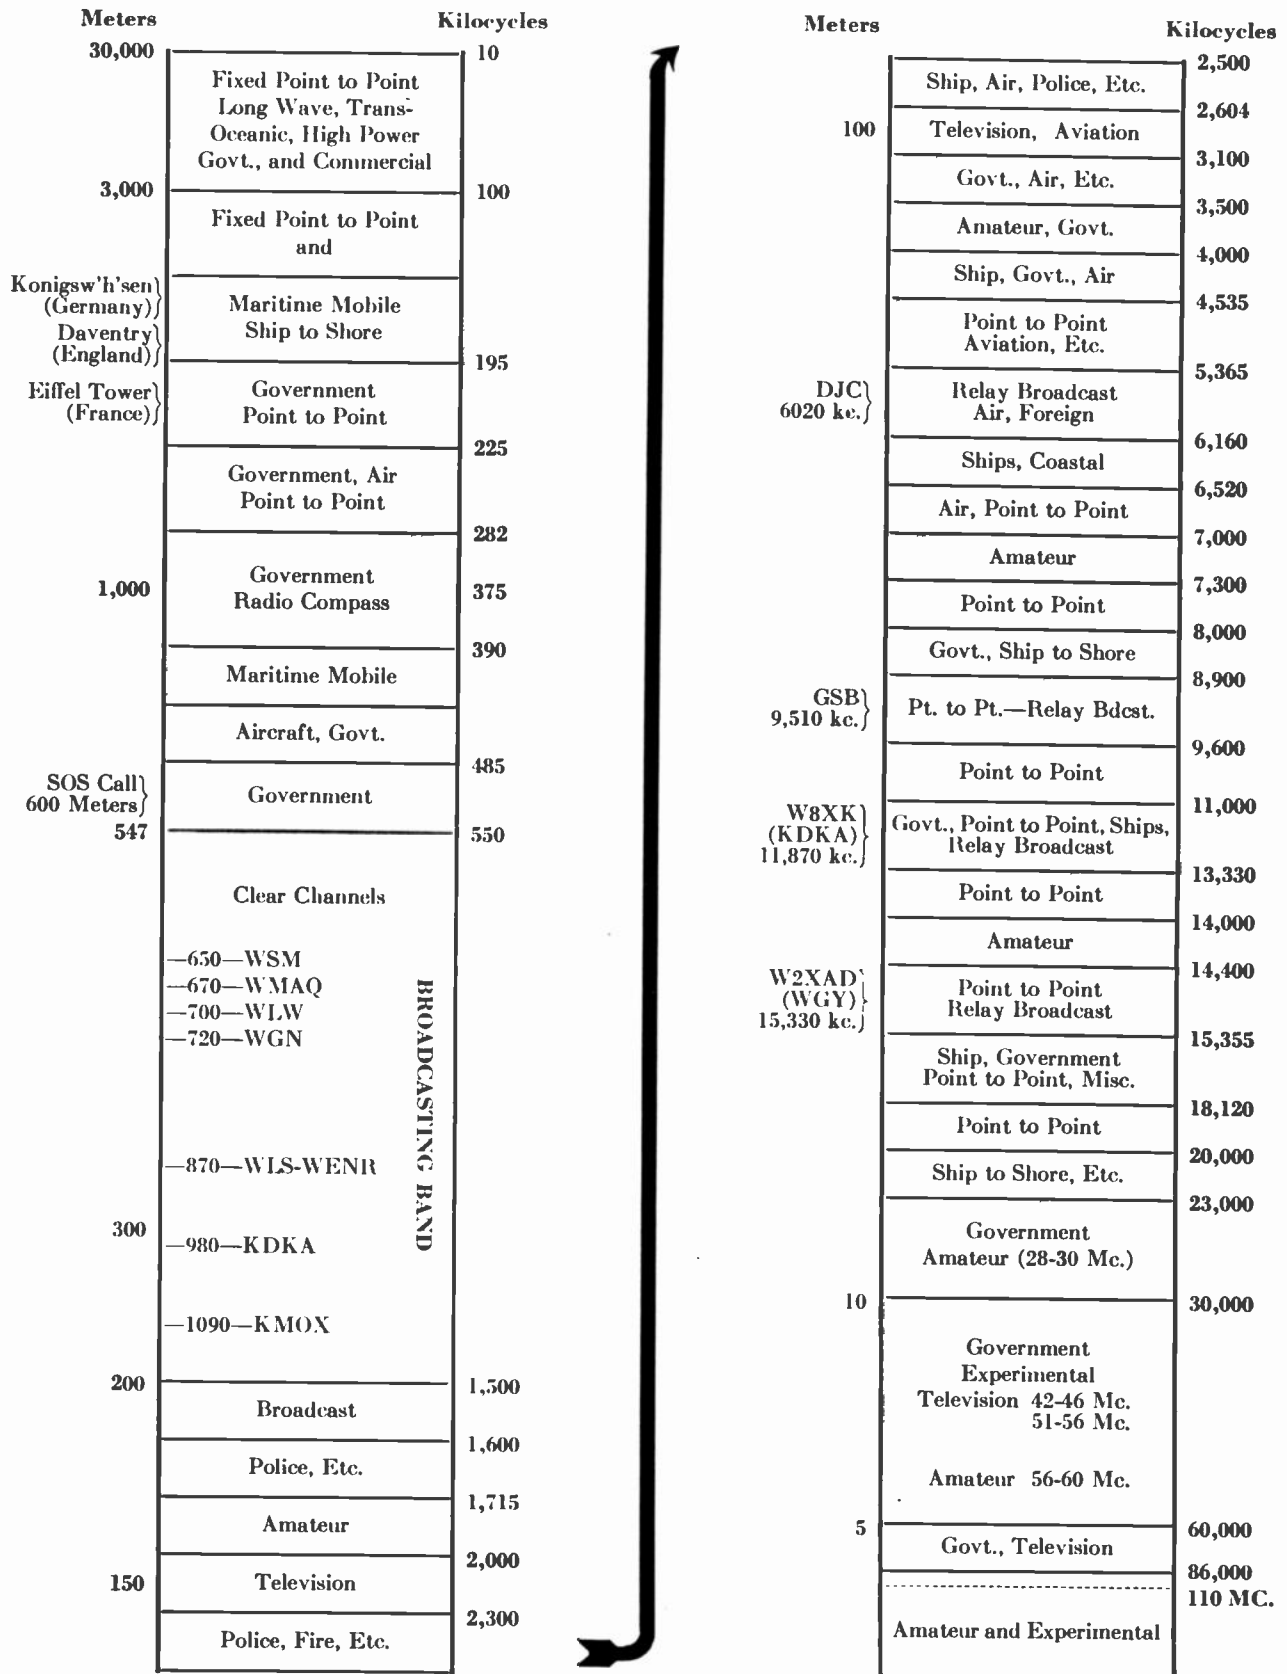 Meters Kilocycles
30,000 10
Fixed Point to Point
Long Wave, Trans-
Oceanic, High Power
Govt., and Commercial
3,000 100
Fixed Point to Point
and
Konigsw'h'sen
(Germany)
Maritime Mobile
Ship to Shore
Daventry
(England)
195
Eiffel Tower
(France)
Government
Point to Point
225
Government, Air
Point to Point
282
1,000 375
Government
Radio Compass
390
Maritime Mobile
Aircraft, Govt.
485
SOS Call
600 Meters
Government
547 550
Clear Channels
—650—WSM
—670—WMAQ
—700—WLW
—720—WGN
BROADCASTING BAND
—870—WLS-WENR
300
—980—KDKA
—1090—KMOX
200 1,500
Broadcast
1,600
Police, Etc.
1,715
Amateur
2,000
150 Television
2,300
Police, Fire, Etc.
Meters Kilocycles
2,500
Ship, Air, Police, Etc.
2,604
100 Television, Aviation
3,100
Govt., Air, Etc.
3,500
Amateur, Govt.
4,000
Ship, Govt., Air
4,535
Point to Point
Aviation, Etc.
5,365
DJC
6020 kc.
Relay Broadcast
Air, Foreign
6,160
Ships, Coastal
6,520
Air, Point to Point
7,000
Amateur
7,300
Point to Point
8,000
Govt., Ship to Shore
8,900
GSB
9,510 kc.
Pt. to Pt.—Relay Bdcst.
9,600
Point to Point
11,000
W8XK
(KDKA)
11,870 kc.
Govt., Point to Point, Ships,
Relay Broadcast
13,330
Point to Point
14,000
Amateur
14,400
W2XAD
(WGY)
15,330 kc.
Point to Point
Relay Broadcast
15,355
Ship, Government
Point to Point, Misc.
18,120
Point to Point
20,000
Ship to Shore, Etc.
23,000
Government
Amateur (28-30 Mc.)
10 30,000
Government
Experimental
Television 42-46 Mc.
51-56 Mc.
Amateur 56-60 Mc.
5 60,000
Govt., Television
86,000
110 MC.
Amateur and Experimental